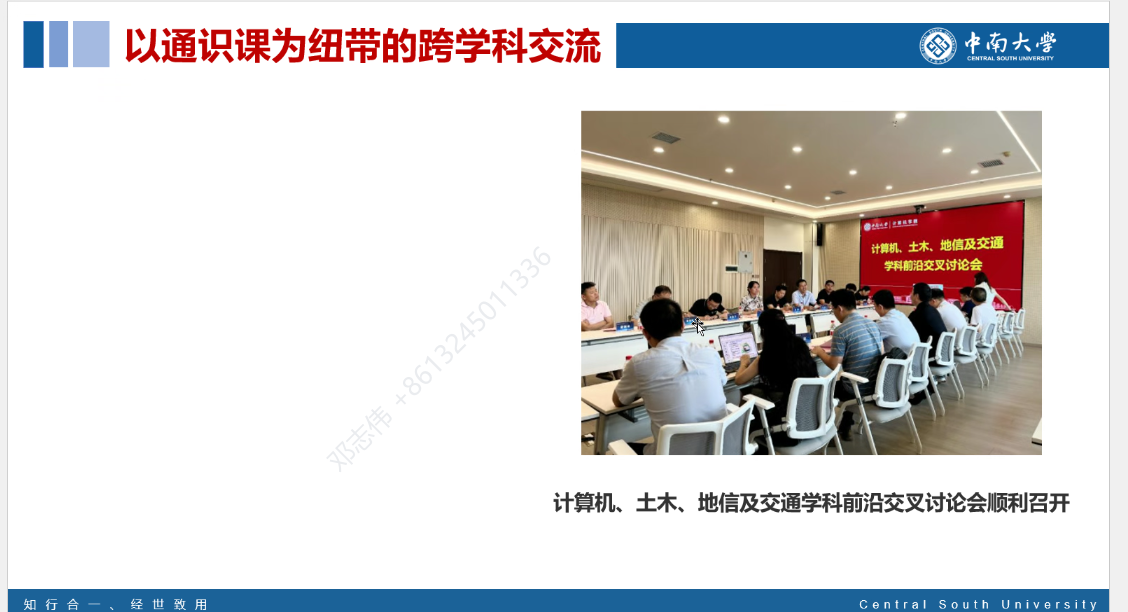 以通识课为纽带的跨学科交流
中南大学
CENTRAL SOUTH UNIVERSITY
中南大学
计算机、土木、地信及交通
学科前沿交叉讨论会
邓志伟 +8613245011336
计算机、土木、地信及交通学科前沿交叉讨论会顺利召开
知行合一、经世致用
Central South University